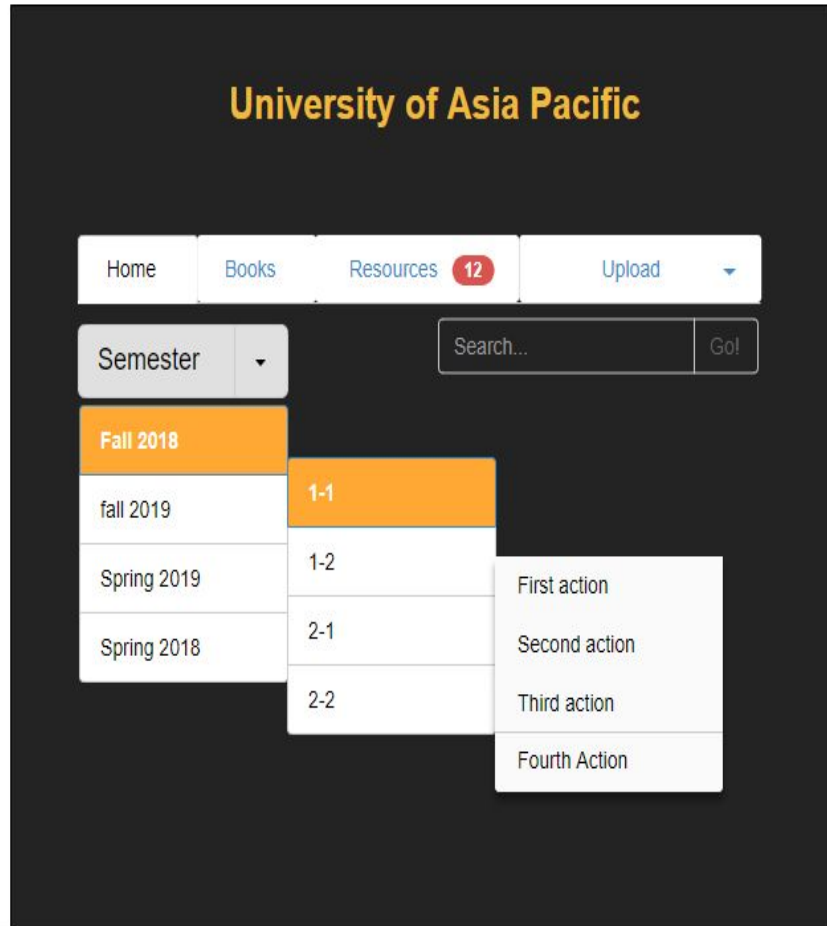 University of Asia Pacific
Home Books Resources 12 Upload
Semester Search... Go!
Fall 2018
fall 2019
Spring 2019
Spring 2018
1-1
1-2
2-1
2-2
First action
Second action
Third action
Fourth Action